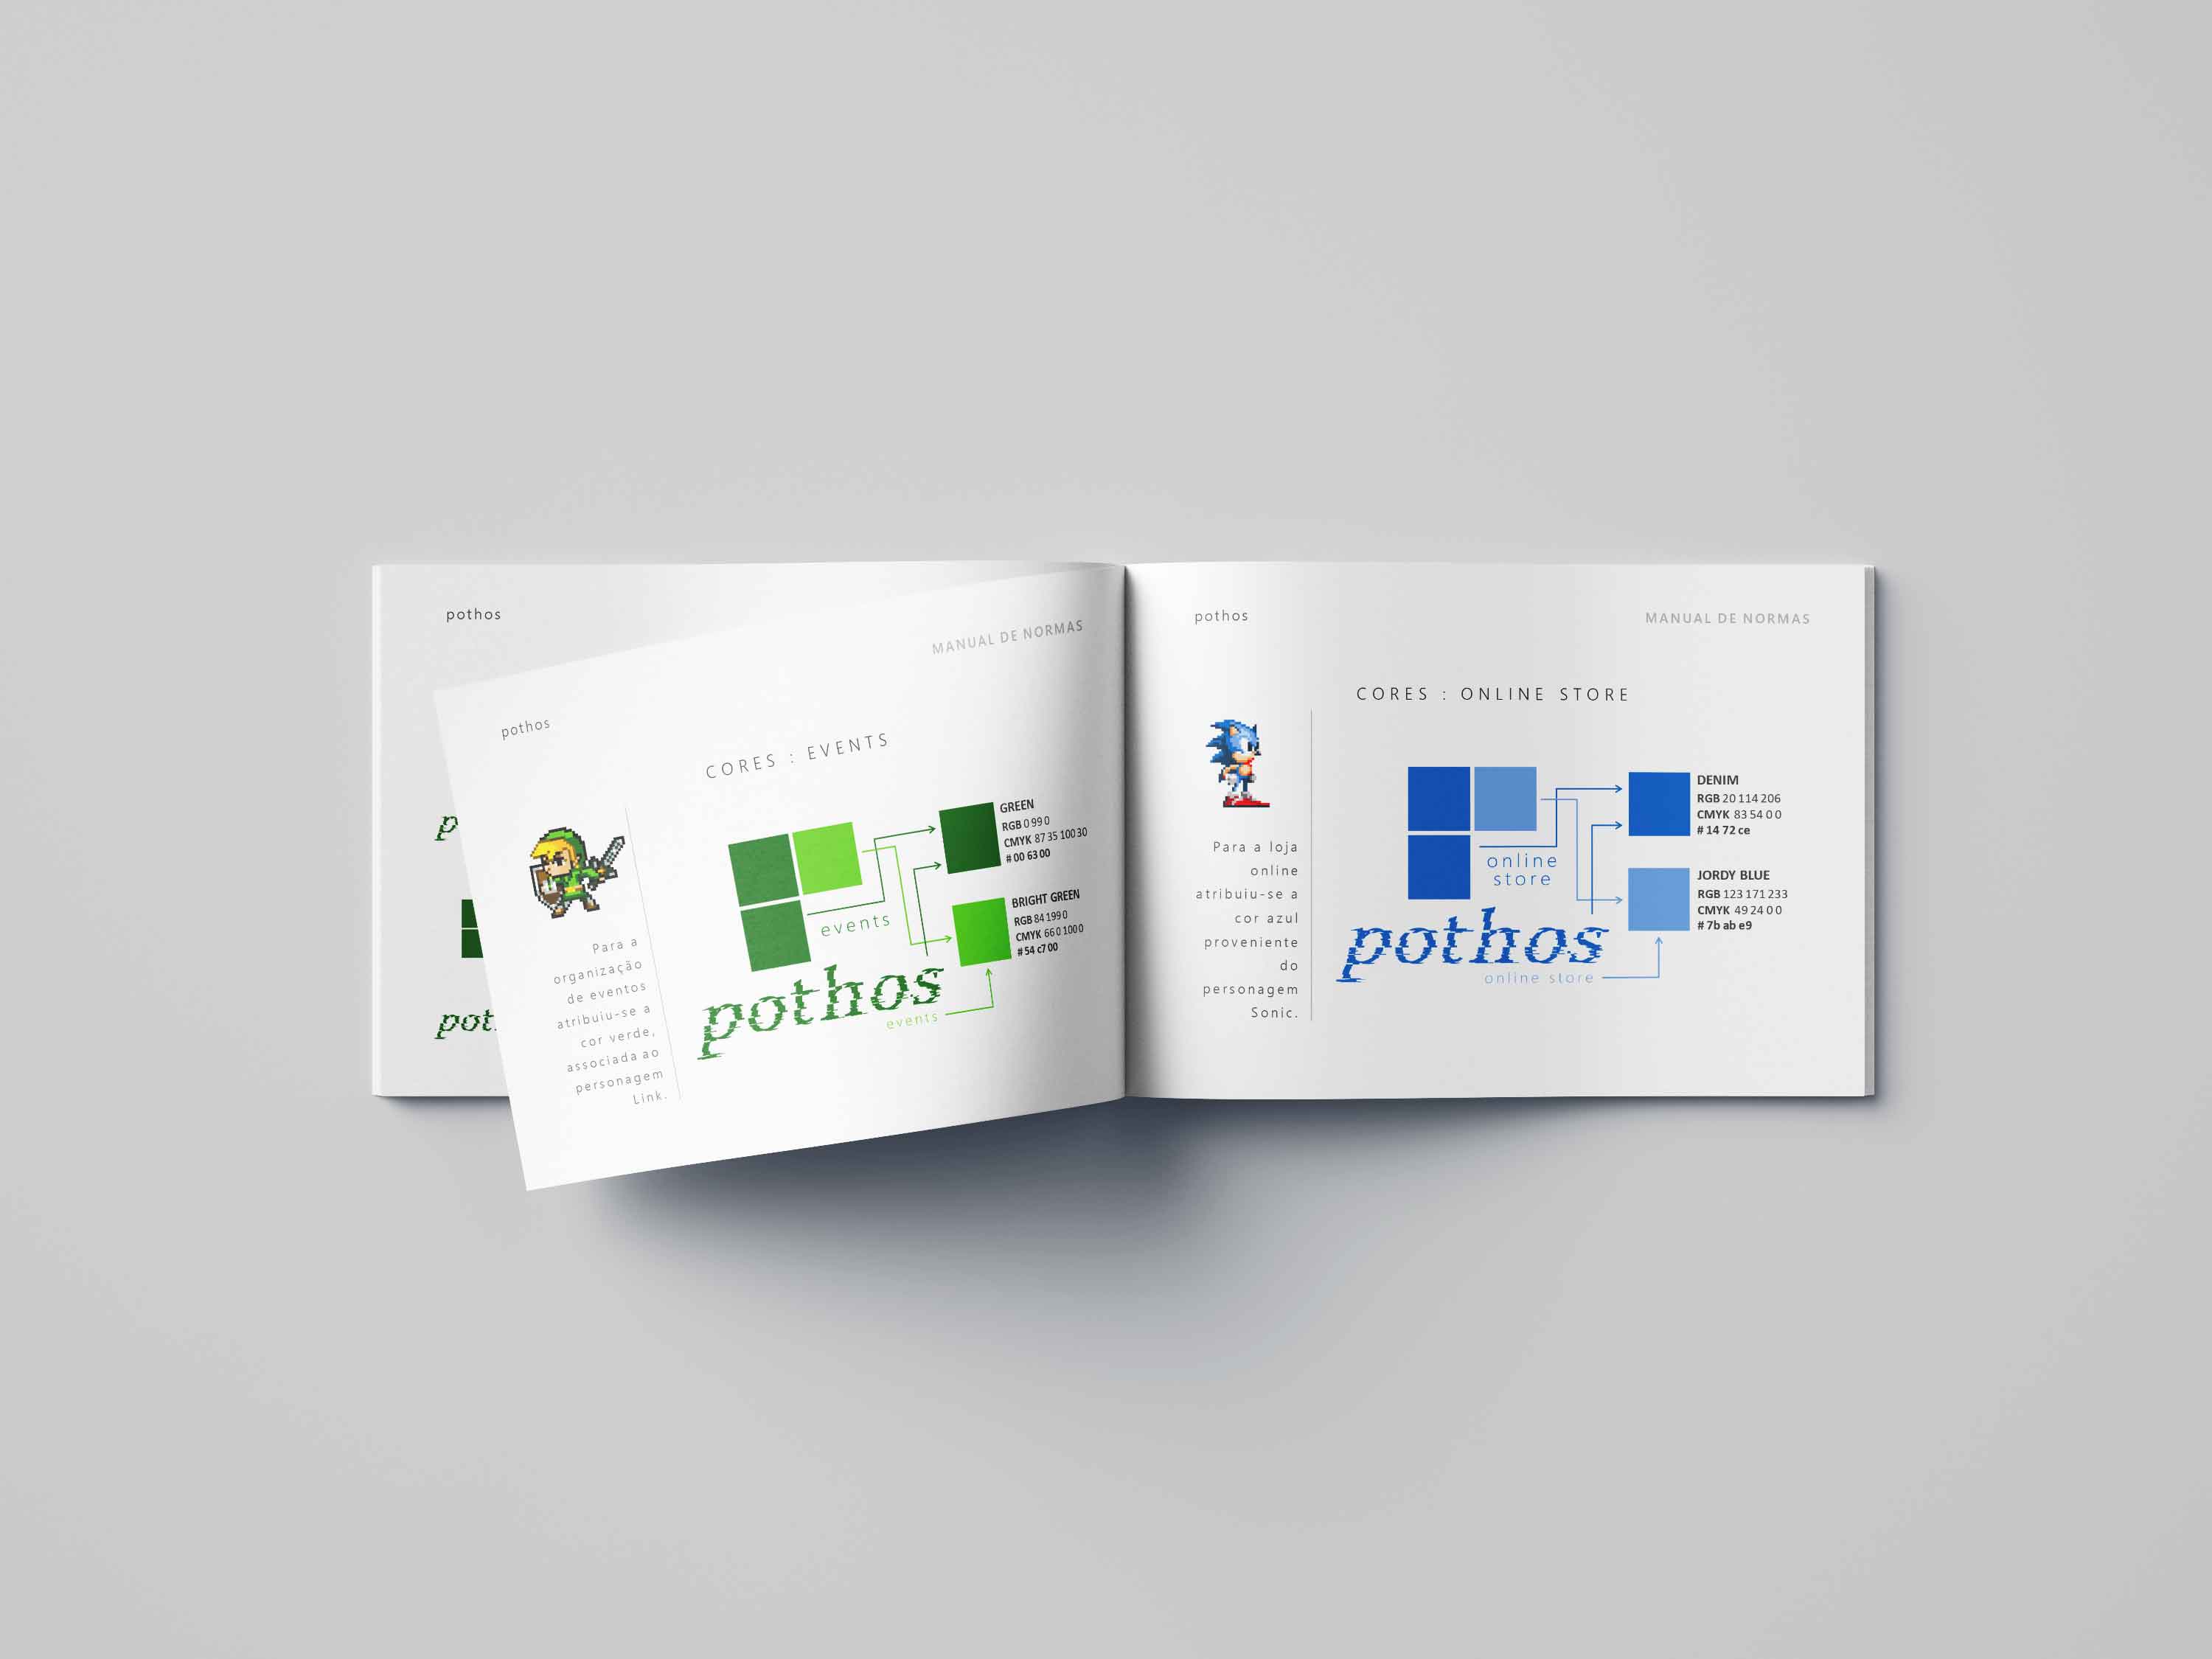 pothos
pothos
MANUAL DE NORMAS
CORES : EVENTS
Para a
organização
de eventos
atribuiu-se a
cor verde,
associada ao
personagem
Link.
events
pothos
events
GREEN
RGB 0 99 0
CMYK 87 35 100 30
# 00 63 00
BRIGHT GREEN
RGB 84 199 0
CMYK 66 0 100 0
# 54 c7 00
pothos
MANUAL DE NORMAS
CORES : ONLINE STORE
Para a loja
online
atribuiu-se a
cor azul
proveniente
do
personagem
Sonic.
online
store
pothos
online store
DENIM
RGB 20 114 206
CMYK 83 54 0 0
# 14 72 ce
JORDY BLUE
RGB 123 171 233
CMYK 49 24 0 0
# 7b ab e9